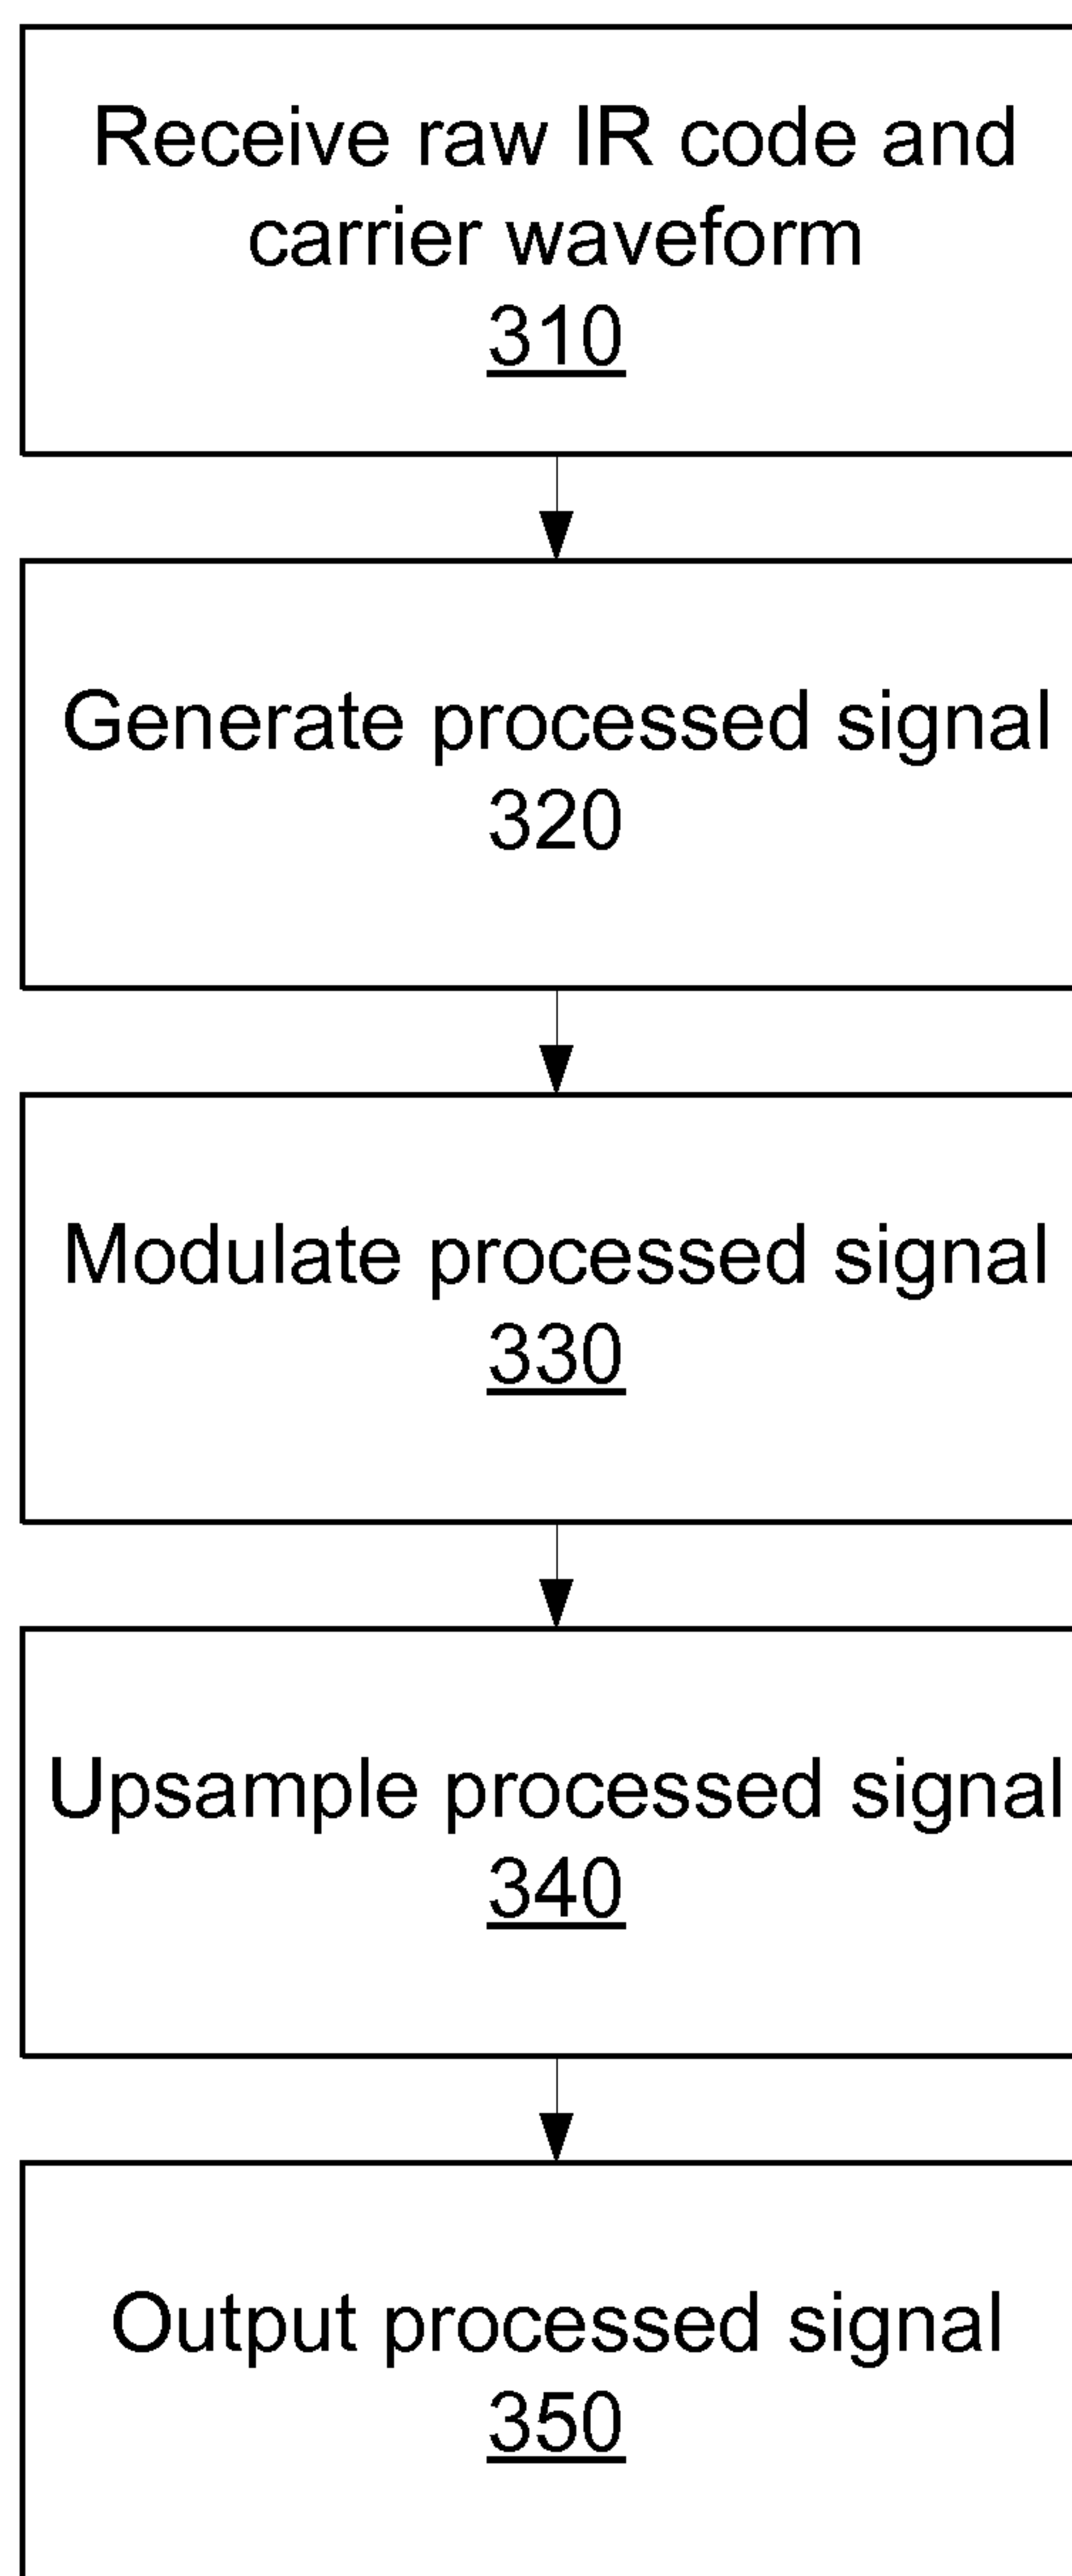 Receive raw IR code and
carrier waveform
310
Generate processed signal
320
Modulate processed signal
330
Upsample processed signal
340
Output processed signal
350